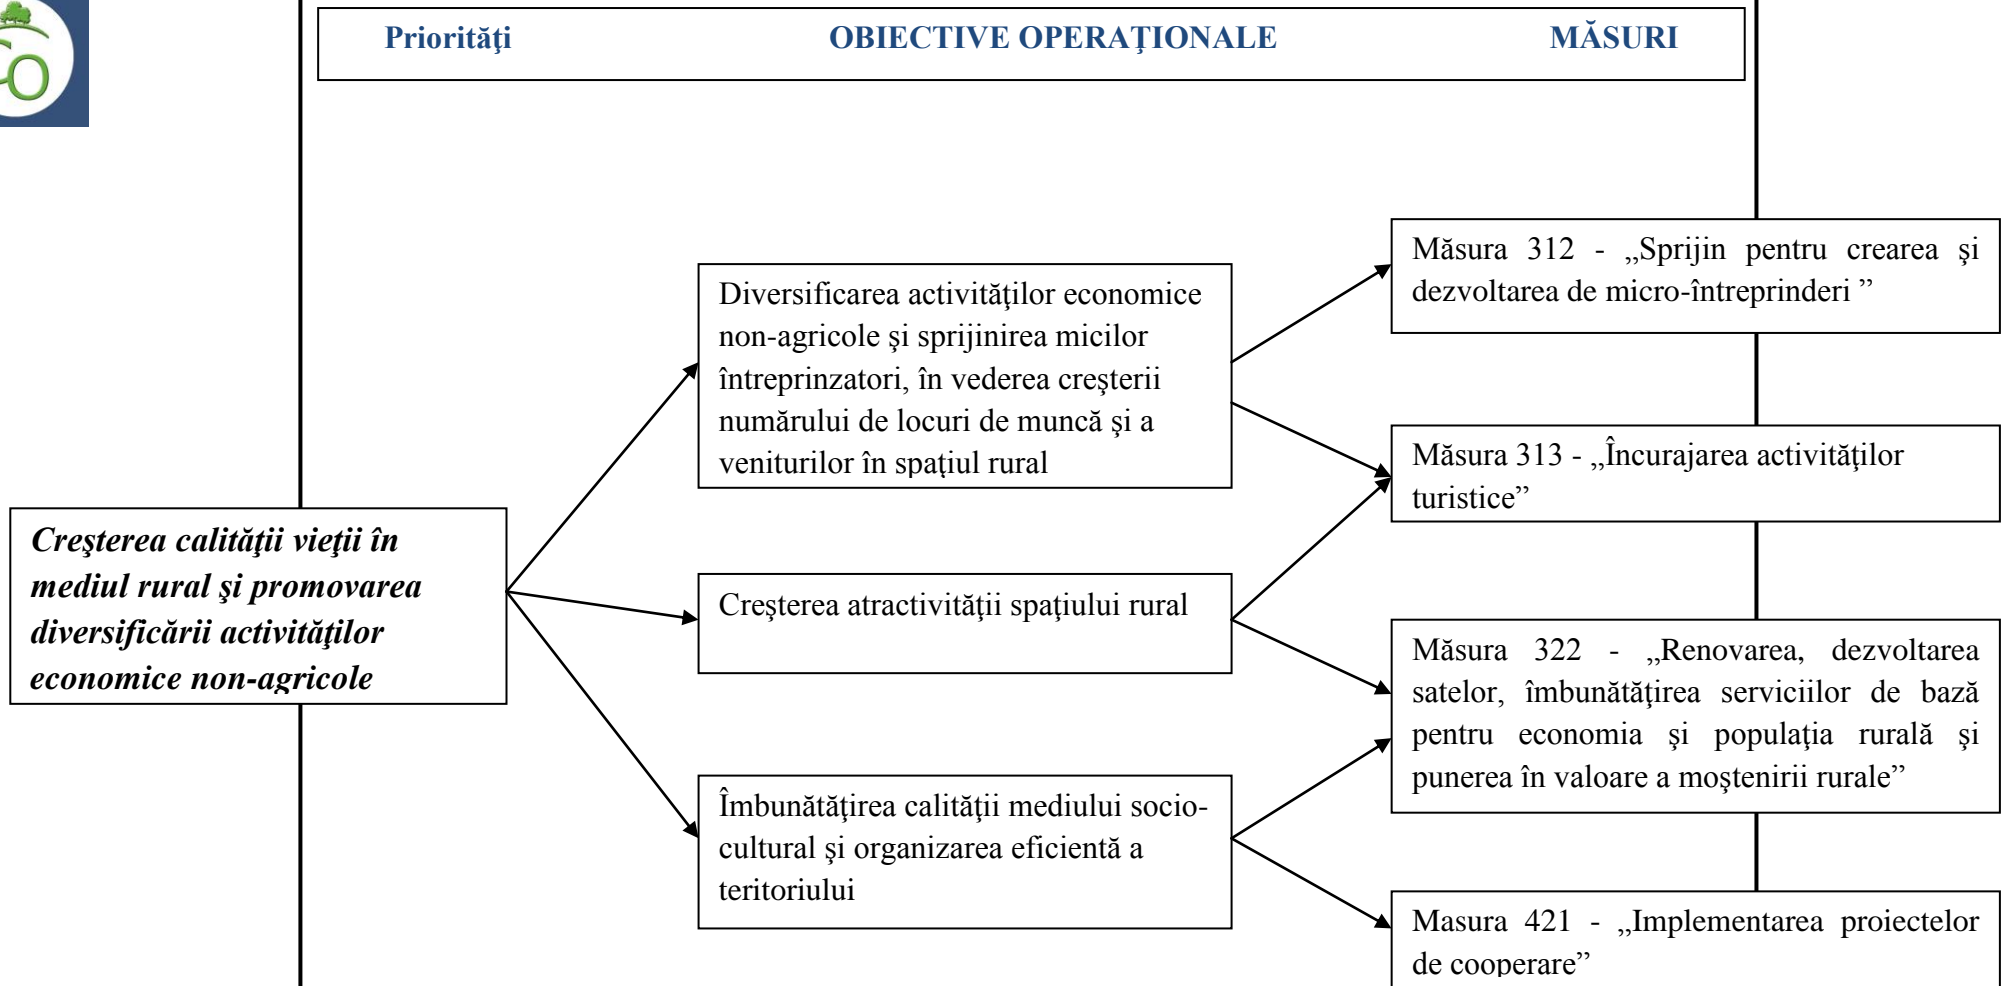 Priorităţi OBIECTIVE OPERAŢIONALE MĂSURI
Creşterea calităţii vieţii în
mediul rural şi promovarea
diversificării activităţilor
economice non-agricole
Diversificarea activităţilor economice
non-agricole şi sprijinirea micilor
întreprinzatori, în vederea creşterii
numărului de locuri de muncă şi a
veniturilor în spaţiul rural
Creşterea atractivităţii spaţiului rural
Îmbunătăţirea calităţii mediului socio-
cultural şi organizarea eficientă a
teritoriului
Măsura 312 - „Sprijin pentru crearea şi
dezvoltarea de micro-întreprinderi ”
Măsura 313 - „Încurajarea activităţilor
turistice”
Măsura 322 - „Renovarea, dezvoltarea
satelor, îmbunătăţirea serviciilor de bază
pentru economia şi populaţia rurală şi
punerea în valoare a moştenirii rurale”
Masura 421 - „Implementarea proiectelor
de cooperare”